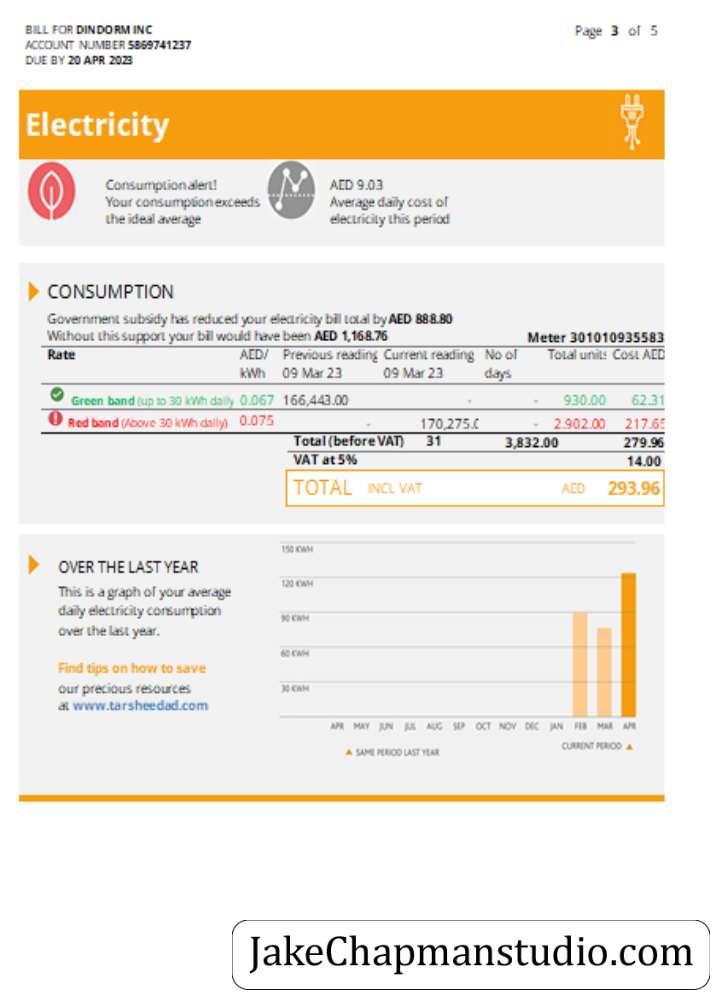 BILL FOR DINDORM INC
Page 3 of 5
ACCOUNT NUMBER 5869741237
DUE BY 20 APR 2023
Electricity
Consumption alert!
Your consumption exceeds
the ideal average
AED 9.03
Average daily cost of
electricity this period
CONSUMPTION
Government subsidy has reduced your electricity bill total by AED 888.80
Without this support your bill would have been AED 1,168.76
Meter 301010935583
Rate AED/ Previous reading Current reading No of Total units Cost AED
kWh 09 Mar 23 09 Mar 23 days
Green band (up to 30 kWh daily 0.067 166,443.00 - - 930.00 62.31
Red band (Above 30 kWh daily) 0.075 - 170,275.0 - 2.902.00 217.65
Total (before VAT) 31 3,832.00 279.96
VAT at 5% 14.00
TOTAL INCL VAT AED 293.96
OVER THE LAST YEAR
This is a graph of your average
daily electricity consumption
over the last year.
Find tips on how to save
our precious resources
at www.tarsheedad.com
150 KWH
120 KWH
90 KWH
60 KWH
30 KWH
APR MAY JUN JUL AUG SEP OCT NOV DEC JAN FEB MAR APR
SAME PERIOD LAST YEAR
CURRENT PERIOD
JakeChapmanstudio.com